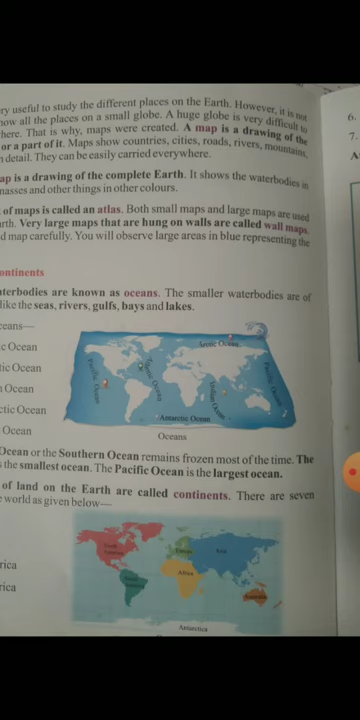 ry useful to study the different places on the Earth. However, it is not
how all the places on a small globe. A huge globe is very difficult to
here. That is why, maps were created. A map is a drawing of the
or a part of it. Maps show countries, cities, roads, rivers, mountains,
n detail. They can be easily carried everywhere.
ap is a drawing of the complete Earth. It shows the waterbodies in
masses and other things in other colours.
of maps is called an atlas. Both small maps and large maps are used
rth. Very large maps that are hung on walls are called wall maps.
d map carefully. You will observe large areas in blue representing the
ontinents
aterbodies are known as oceans. The smaller waterbodies are of
like the seas, rivers, gulfs, bays and lakes.
ceans—
c Ocean
tic Ocean
n Ocean
ctic Ocean
Ocean
Arctic Ocean
Pacific Ocean
Ocean
Indian Ocean
Pacific Ocean
Antarctic Ocean
Oceans
Ocean or the Southern Ocean remains frozen most of the time. The
s the smallest ocean. The Pacific Ocean is the largest ocean.
of land on the Earth are called continents. There are seven
e world as given below—
rica
rica
North America
Europe
Asia
Africa
South America
Australia
Antarctica
6.
7.
A